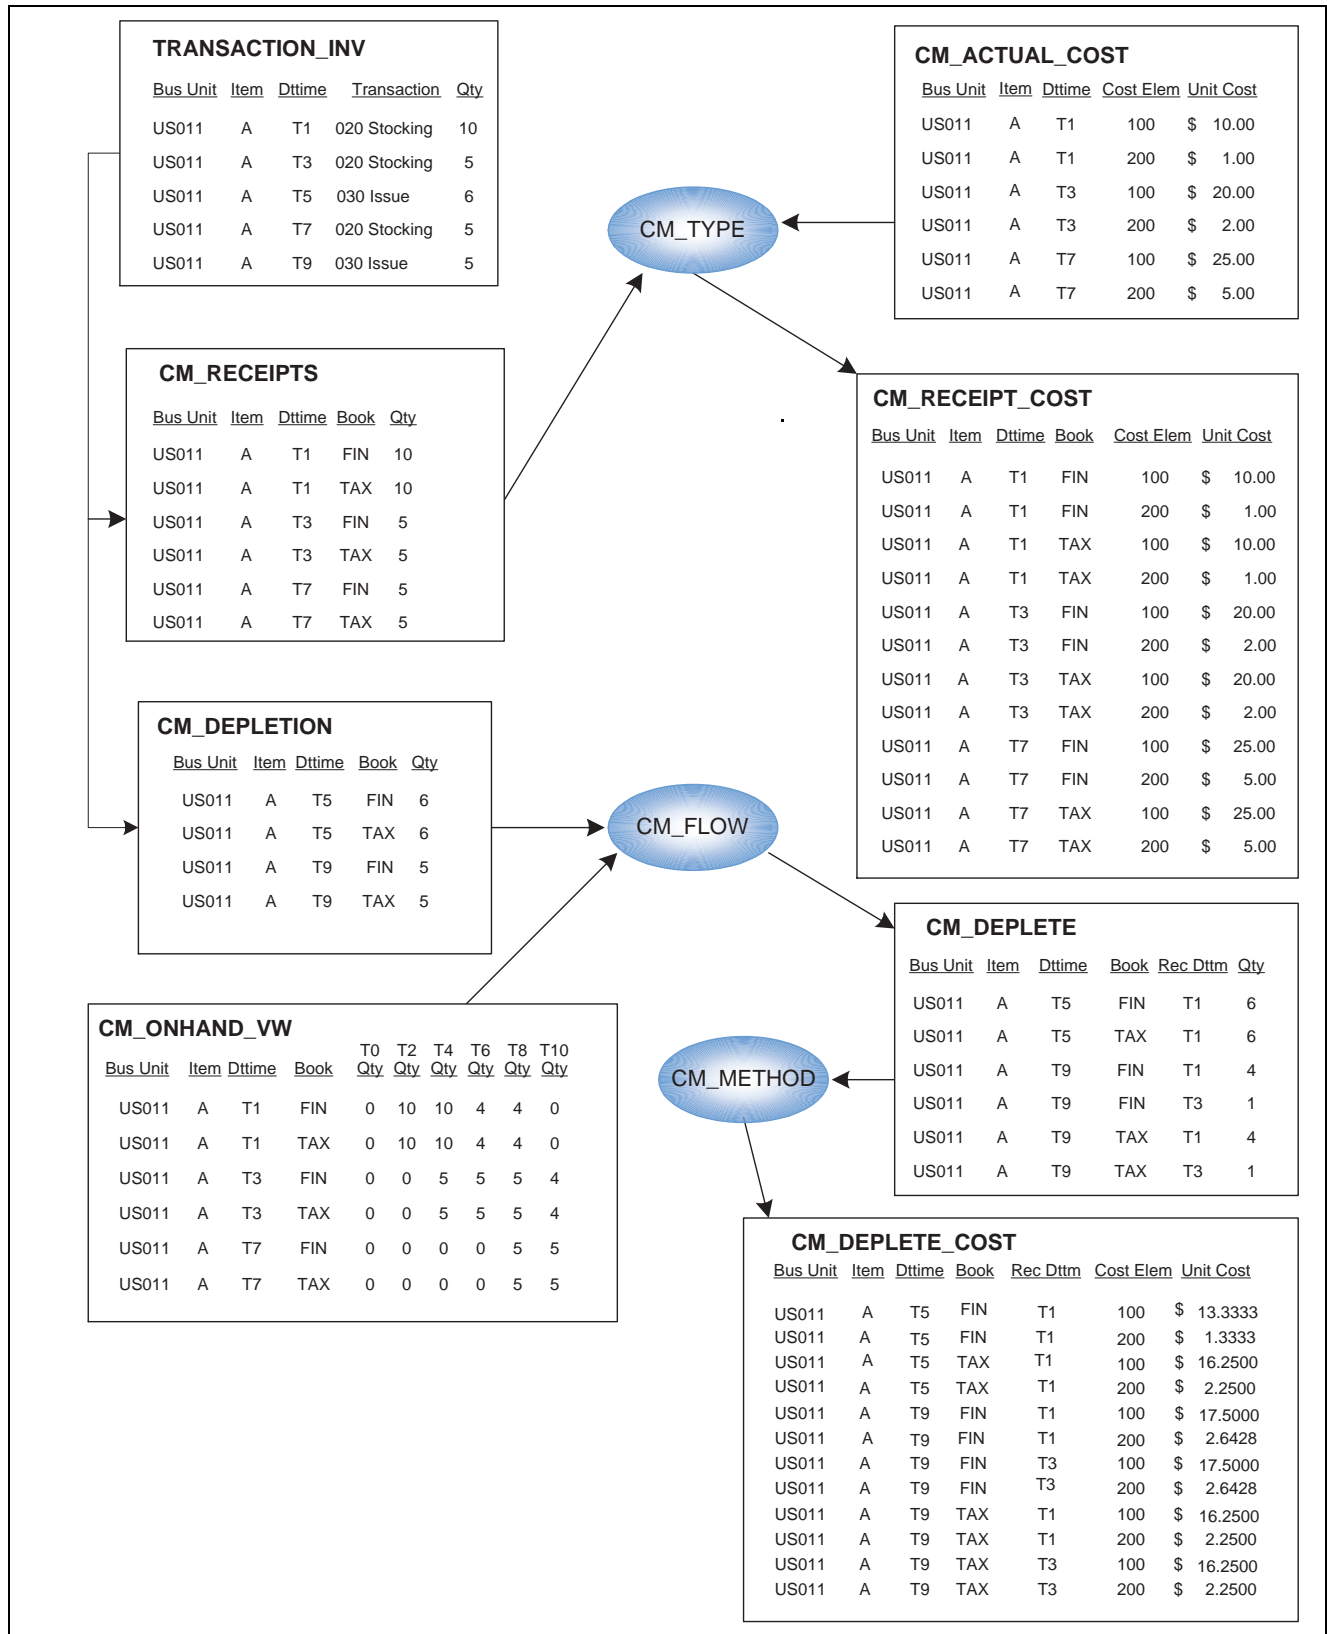 TRANSACTION_INV
Bus Unit Item Dttime Transaction Qty
US011 A T1 020 Stocking 10
US011 A T3 020 Stocking 5
US011 A T5 030 Issue 6
US011 A T7 020 Stocking 5
US011 A T9 030 Issue 5
CM_ACTUAL_COST
Bus Unit Item Dttime Cost Elem Unit Cost
US011 A T1 100 $ 10.00
US011 A T1 200 $ 1.00
US011 A T3 100 $ 20.00
US011 A T3 200 $ 2.00
US011 A T7 100 $ 25.00
US011 A T7 200 $ 5.00
CM_TYPE
CM_RECEIPTS
Bus Unit Item Dttime Book Qty
US011 A T1 FIN 10
US011 A T1 TAX 10
US011 A T3 FIN 5
US011 A T3 TAX 5
US011 A T7 FIN 5
US011 A T7 TAX 5
CM_RECEIPT_COST
Bus Unit Item Dttime Book Cost Elem Unit Cost
US011 A T1 FIN 100 $ 10.00
US011 A T1 FIN 200 $ 1.00
US011 A T1 TAX 100 $ 10.00
US011 A T1 TAX 200 $ 1.00
US011 A T3 FIN 100 $ 20.00
US011 A T3 FIN 200 $ 2.00
US011 A T3 TAX 100 $ 20.00
US011 A T3 TAX 200 $ 2.00
US011 A T7 FIN 100 $ 25.00
US011 A T7 FIN 200 $ 5.00
US011 A T7 TAX 100 $ 25.00
US011 A T7 TAX 200 $ 5.00
CM_DEPLETION
Bus Unit Item Dttime Book Qty
US011 A T5 FIN 6
US011 A T5 TAX 6
US011 A T9 FIN 5
US011 A T9 TAX 5
CM_FLOW
CM_DEPLETE
Bus Unit Item Dttime Book Rec Dttm Qty
US011 A T5 FIN T1 6
US011 A T5 TAX T1 6
US011 A T9 FIN T1 4
US011 A T9 FIN T3 1
US011 A T9 TAX T1 4
US011 A T9 TAX T3 1
CM_ONHAND_VW
T0 T2 T4 T6 T8 T10
Bus Unit Item Dttime Book Qty Qty Qty Qty Qty Qty
US011 A T1 FIN 0 10 10 4 4 0
US011 A T1 TAX 0 10 10 4 4 0
US011 A T3 FIN 0 0 5 5 5 4
US011 A T3 TAX 0 0 5 5 5 4
US011 A T7 FIN 0 0 0 0 5 5
US011 A T7 TAX 0 0 0 0 5 5
CM_METHOD
CM_DEPLETE_COST
Bus Unit Item Dttime Book Rec Dttm Cost Elem Unit Cost
US011 A T5 FIN T1 100 $ 13.3333
US011 A T5 FIN T1 200 $ 1.3333
US011 A T5 TAX T1 100 $ 16.2500
US011 A T5 TAX T1 200 $ 2.2500
US011 A T9 FIN T1 100 $ 17.5000
US011 A T9 FIN T1 200 $ 2.6428
US011 A T9 FIN T3 100 $ 17.5000
US011 A T9 FIN T3 200 $ 2.6428
US011 A T9 TAX T1 100 $ 16.2500
US011 A T9 TAX T1 200 $ 2.2500
US011 A T9 TAX T3 100 $ 16.2500
US011 A T9 TAX T3 200 $ 2.2500